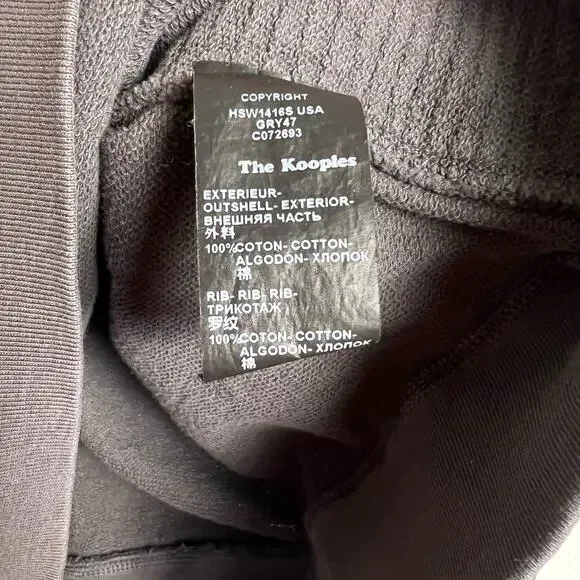 COPYRIGHT
HSW1416S USA
GRY47
C072693
The Kooples
EXTERIEUR-
OUTSHELL- EXTERIOR-
ВНЕШНЯЯ ЧАСТЬ
外料
100%COTON- COTTON-
ALGODÓN- ХЛОПОК
棉
RIB- RIB- RIB-
ТРИКОТАЖ
罗纹
100%COTON- COTTON-
ALGODÓN- ХЛОПОК
棉